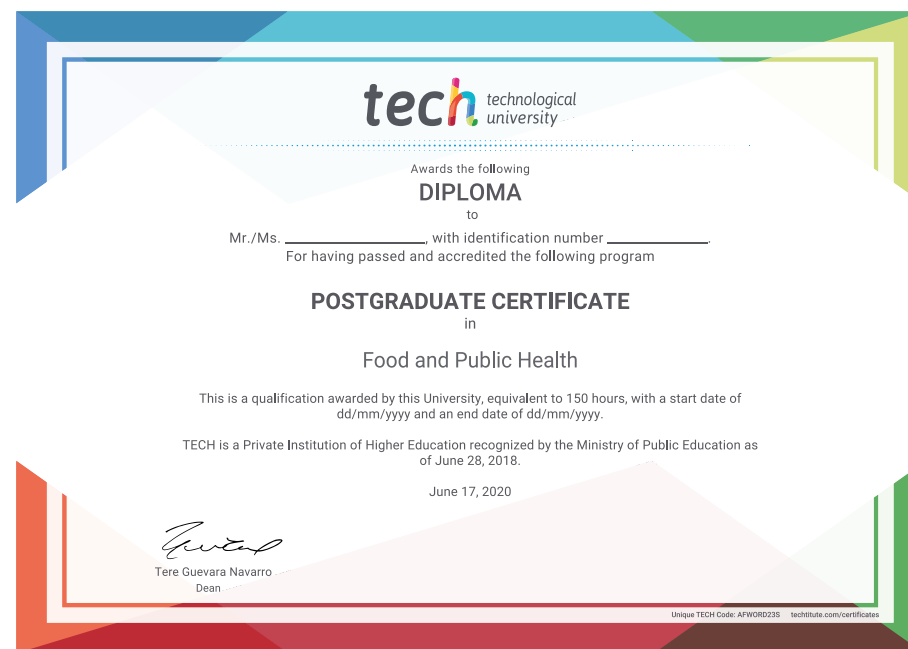 tech technological
university
Awards the following
DIPLOMA
to
Mr./Ms. ____________________, with identification number ______________.
For having passed and accredited the following program
POSTGRADUATE CERTIFICATE
in
Food and Public Health
This is a qualification awarded by this University, equivalent to 150 hours, with a start date of
dd/mm/yyyy and an end date of dd/mm/yyyy.
TECH is a Private Institution of Higher Education recognized by the Ministry of Public Education as
of June 28, 2018.
June 17, 2020
Tere Guevara Navarro
Dean
Unique TECH Code: AFWORD23S techtitute.com/certificates